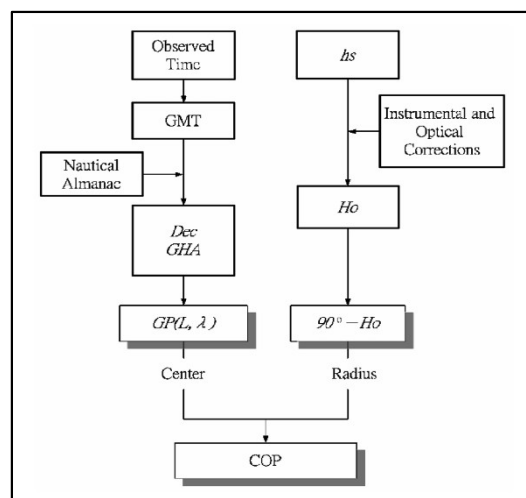 Observed
Time
hs
GMT
Instrumental and
Optical
Corrections
Nautical
Almanac
Ho
Dec
GHA
GP(L, λ)
90°−Ho
Center
Radius
COP